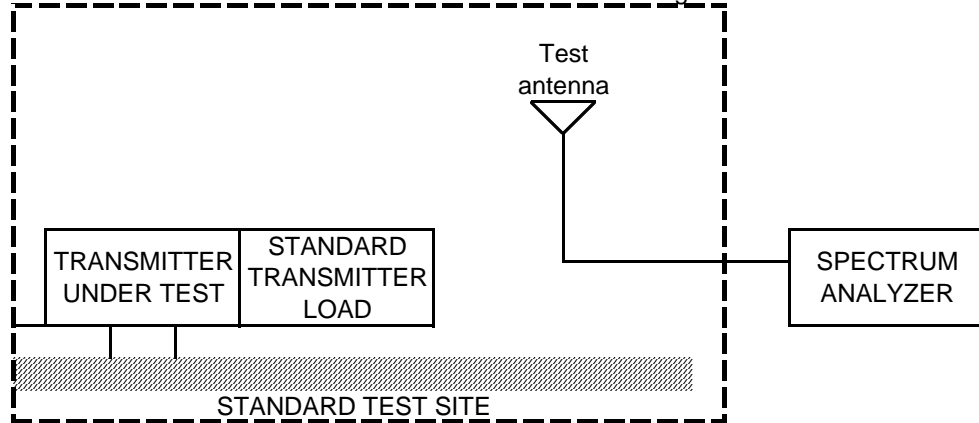 Test
antenna
TRANSMITTER
UNDER TEST
STANDARD
TRANSMITTER
LOAD
SPECTRUM
ANALYZER
STANDARD TEST SITE